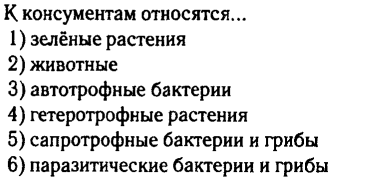 К консументам относятся...
1) зелёные растения
2) животные
3) автотрофные бактерии
4) гетеротрофные растения
5) сапротрофные бактерии и грибы
6) паразитические бактерии и грибы